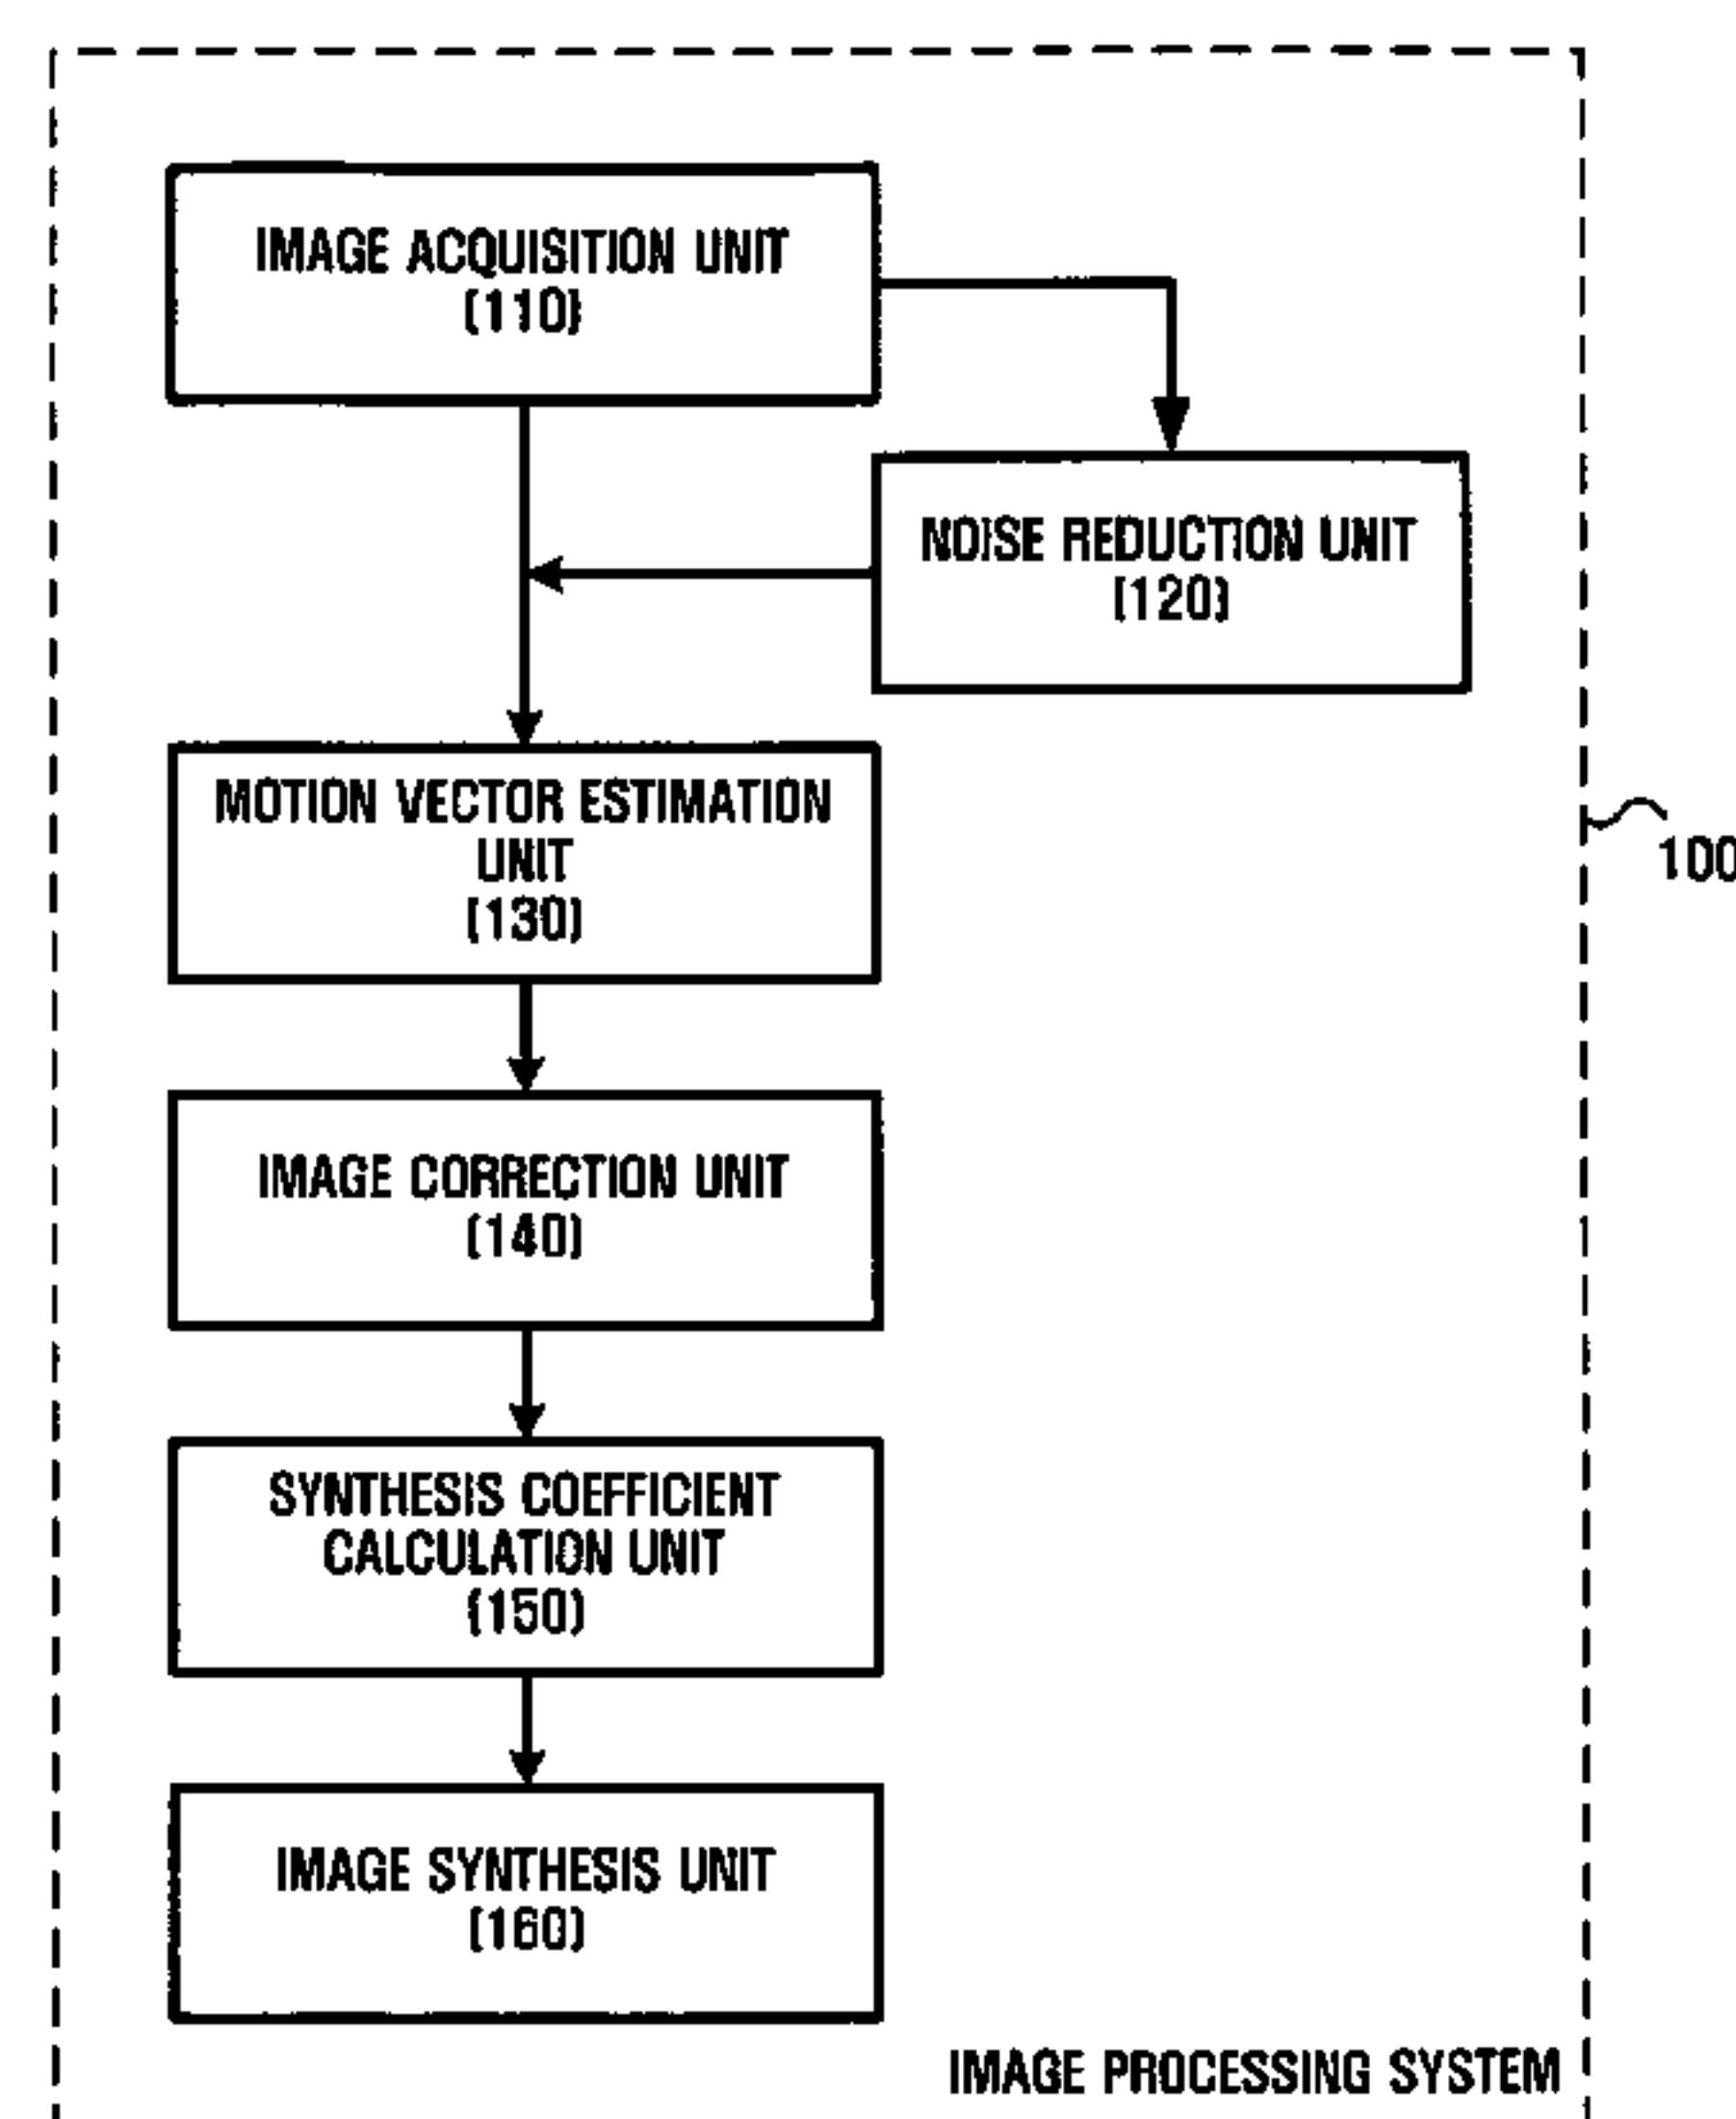 IMAGE ACQUISITION UNIT
(110)
NOISE REDUCTION UNIT
(120)
MOTION VECTOR ESTIMATION
UNIT
(130)
100
IMAGE CORRECTION UNIT
(140)
SYNTHESIS COEFFICIENT
CALCULATION UNIT
(150)
IMAGE SYNTHESIS UNIT
(160)
IMAGE PROCESSING SYSTEM